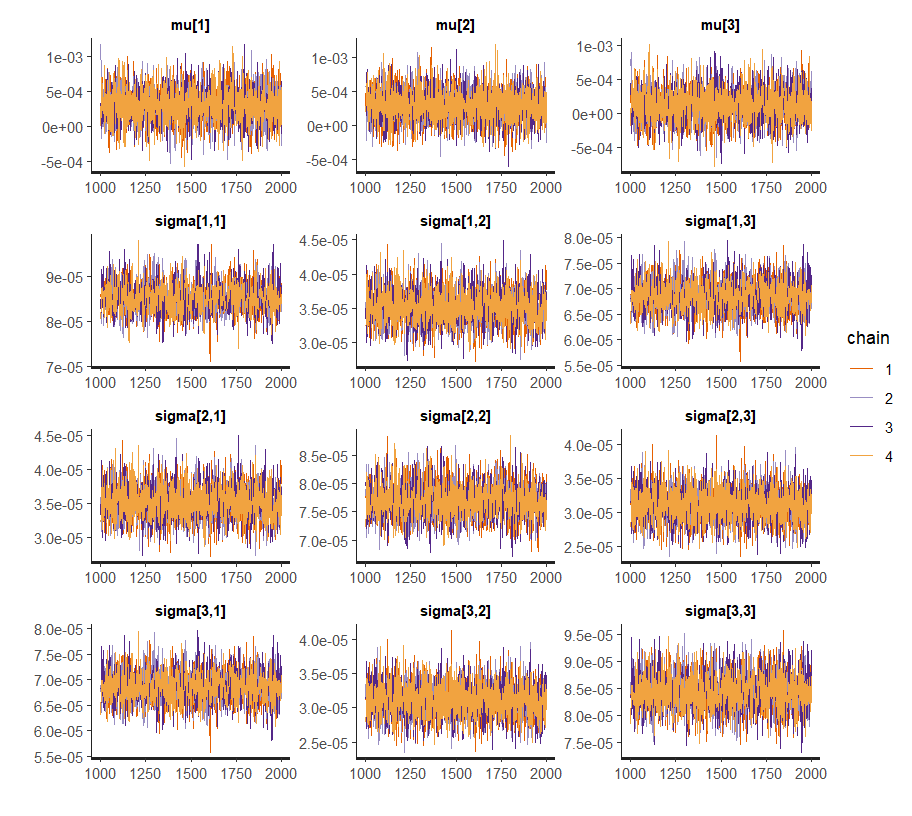 mu[1] mu[2] mu[3]
1e-03 1e-03
5e-04 5e-04 5e-04
0e+00 0e+00 0e+00
-5e-04 -5e-04 -5e-04
1000 1250 1500 1750 2000 1000 1250 1500 1750 2000 1000 1250 1500 1750 2000
sigma[1,1] sigma[1,2] sigma[1,3]
9e-05 4.5e-05 8.0e-05
8e-05 4.0e-05 7.5e-05
7e-05 3.5e-05 7.0e-05
3.0e-05 6.5e-05
6.0e-05
5.5e-05
1000 1250 1500 1750 2000 1000 1250 1500 1750 2000 1000 1250 1500 1750 2000
chain
1
2
3
4
sigma[2,1] sigma[2,2] sigma[2,3]
4.5e-05 8.5e-05 4.0e-05
4.0e-05 8.0e-05 3.5e-05
3.5e-05 7.5e-05 3.0e-05
3.0e-05 7.0e-05 2.5e-05
1000 1250 1500 1750 2000 1000 1250 1500 1750 2000 1000 1250 1500 1750 2000
sigma[3,1] sigma[3,2] sigma[3,3]
8.0e-05 4.0e-05 9.5e-05
7.5e-05 3.5e-05 9.0e-05
7.0e-05 3.0e-05 8.5e-05
6.5e-05 2.5e-05 8.0e-05
6.0e-05 7.5e-05
5.5e-05
1000 1250 1500 1750 2000 1000 1250 1500 1750 2000 1000 1250 1500 1750 2000